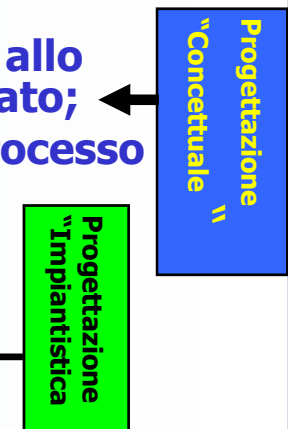 allo
ato;
ocesso
Progettazione
“Concettuale “
Progettazione
“Impiantistica